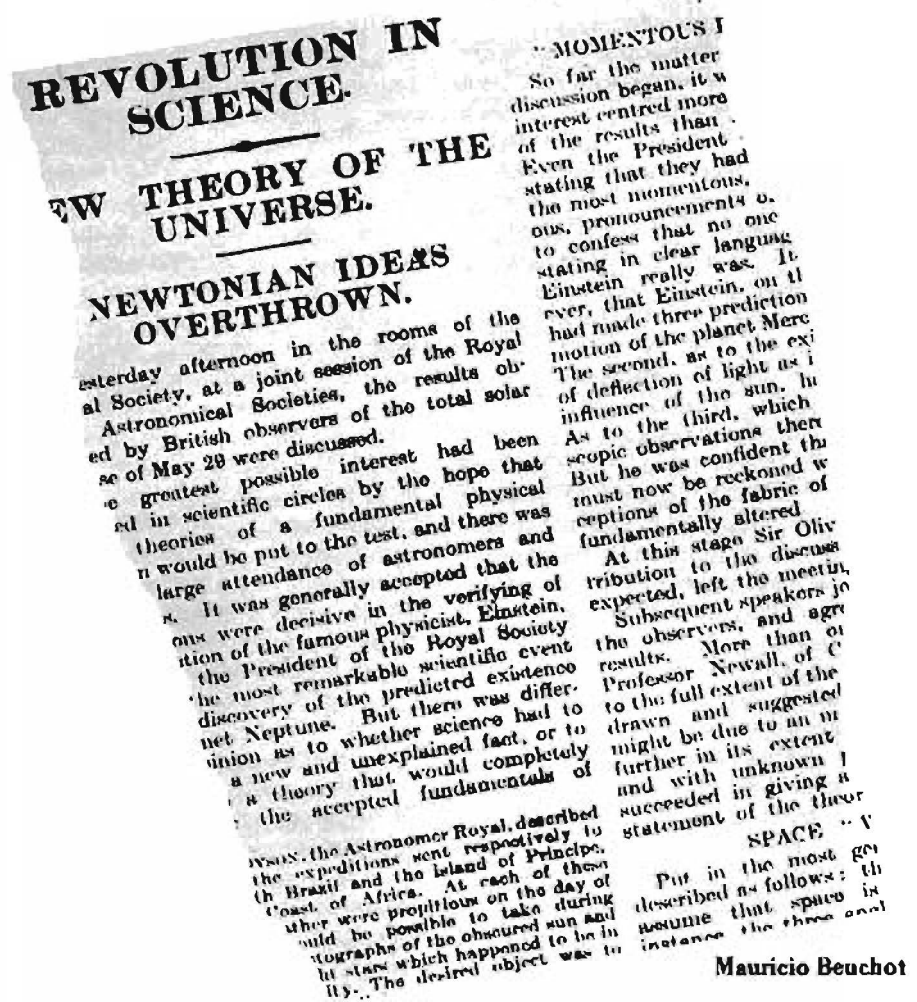 REVOLUTION IN
SCIENCE.
EW THEORY OF THE
UNIVERSE.
NEWTONIAN IDEAS
OVERTHROWN.
esterday afternoon in the rooms of the
al Society, at a joint session of the Royal
Astronomical Societies, the results ob-
ed by British observers of the total solar
se of May 29 were discussed.
e greatest possible interest had been
ed in scientific circles by the hope that
theories of a fundamental physical
n would be put to the test, and there was
large attendance of astronomers and
s. It was generally accepted that the
ons were decisive in the verifying of
tion of the famous physicist, Einstein,
the President of the Royal Society
he most remarkable scientific event
discovery of the predicted existence
net Neptune. But there was differ-
inion as to whether science had to
a new and unexplained fact, or to
a theory that would completely
the accepted fundamentals of
yson, the Astronomer Royal, described
the expeditions sent respectively to
th Brazil and the island of Principe,
Coast of Africa. At each of these
ather were propitious on the day of
ould be possible to take during
tographs of the obscured sun and
ht stars which happened to be in
ity. The desired object was to
"MOMENTOUS
So far the matter
discussion began, it w
interest centred more
of the results than
Even the President
stating that they had
the most momentous,
ous, pronouncements o
to confess that no one
stating in clear languag
Einstein really was. It
ever, that Einstein, on th
had made three prediction
motion of the planet Merc
The second, as to the exi
of deflection of light as i
influence of the sun, h
As to the third, which
scopic observations there
But he was confident tha
must now be reckoned w
ceptions of the fabric of
fundamentally altered
At this stage Sir Oliv
tribution to the discuss
expected, left the meetin
Subsequent speakers jo
the observers, and agre
results. More than
Professor Newall, of C
to the full extent of the
drawn and suggested
might be due to an
further in its extent
and with unknown
succeeded in giving a
statement of the theor
SPACE "
Put in the most gen
described as follows: th
assume that space is
instance the three
Mauricio Beuchot